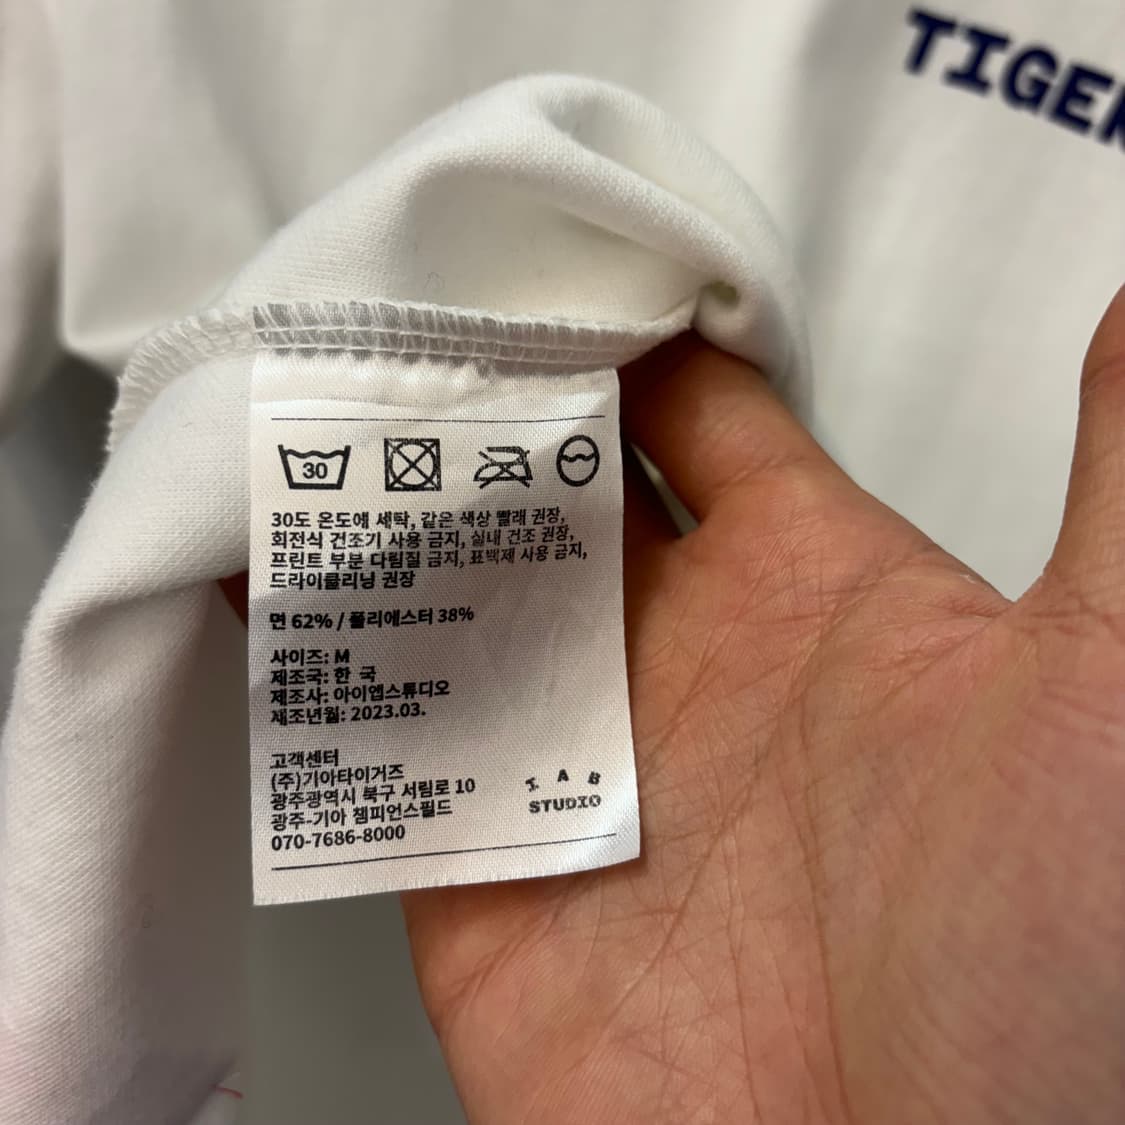 TIGER
30
30도 온도에 세탁, 같은 색상 빨래 권장,
회전식 건조기 사용 금지, 실내 건조 권장,
프린트 부분 다림질 금지, 표백제 사용 금지,
드라이클리닝 권장
면 62% / 폴리에스터 38%
사이즈: M
제조국: 한 국
제조사: 아이앱스튜디오
제조년월: 2023.03.
고객센터
(주)기아타이거즈
광주광역시 북구 서림로 10
광주-기아 챔피언스필드
070-7686-8000
I A B
STUDIO